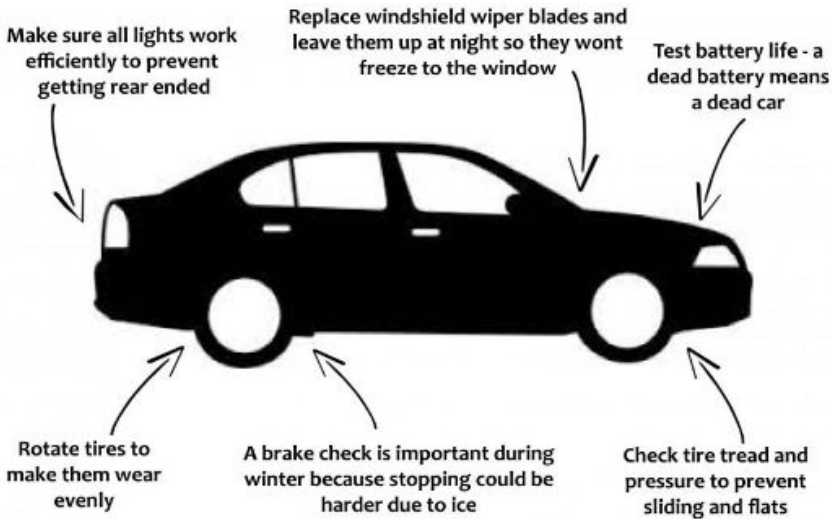 Make sure all lights work
efficiently to prevent
getting rear ended
Replace windshield wiper blades and
leave them up at night so they wont
freeze to the window
Test battery life - a
dead battery means
a dead car
Rotate tires to
make them wear
evenly
A brake check is important during
winter because stopping could be
harder due to ice
Check tire tread and
pressure to prevent
sliding and flats